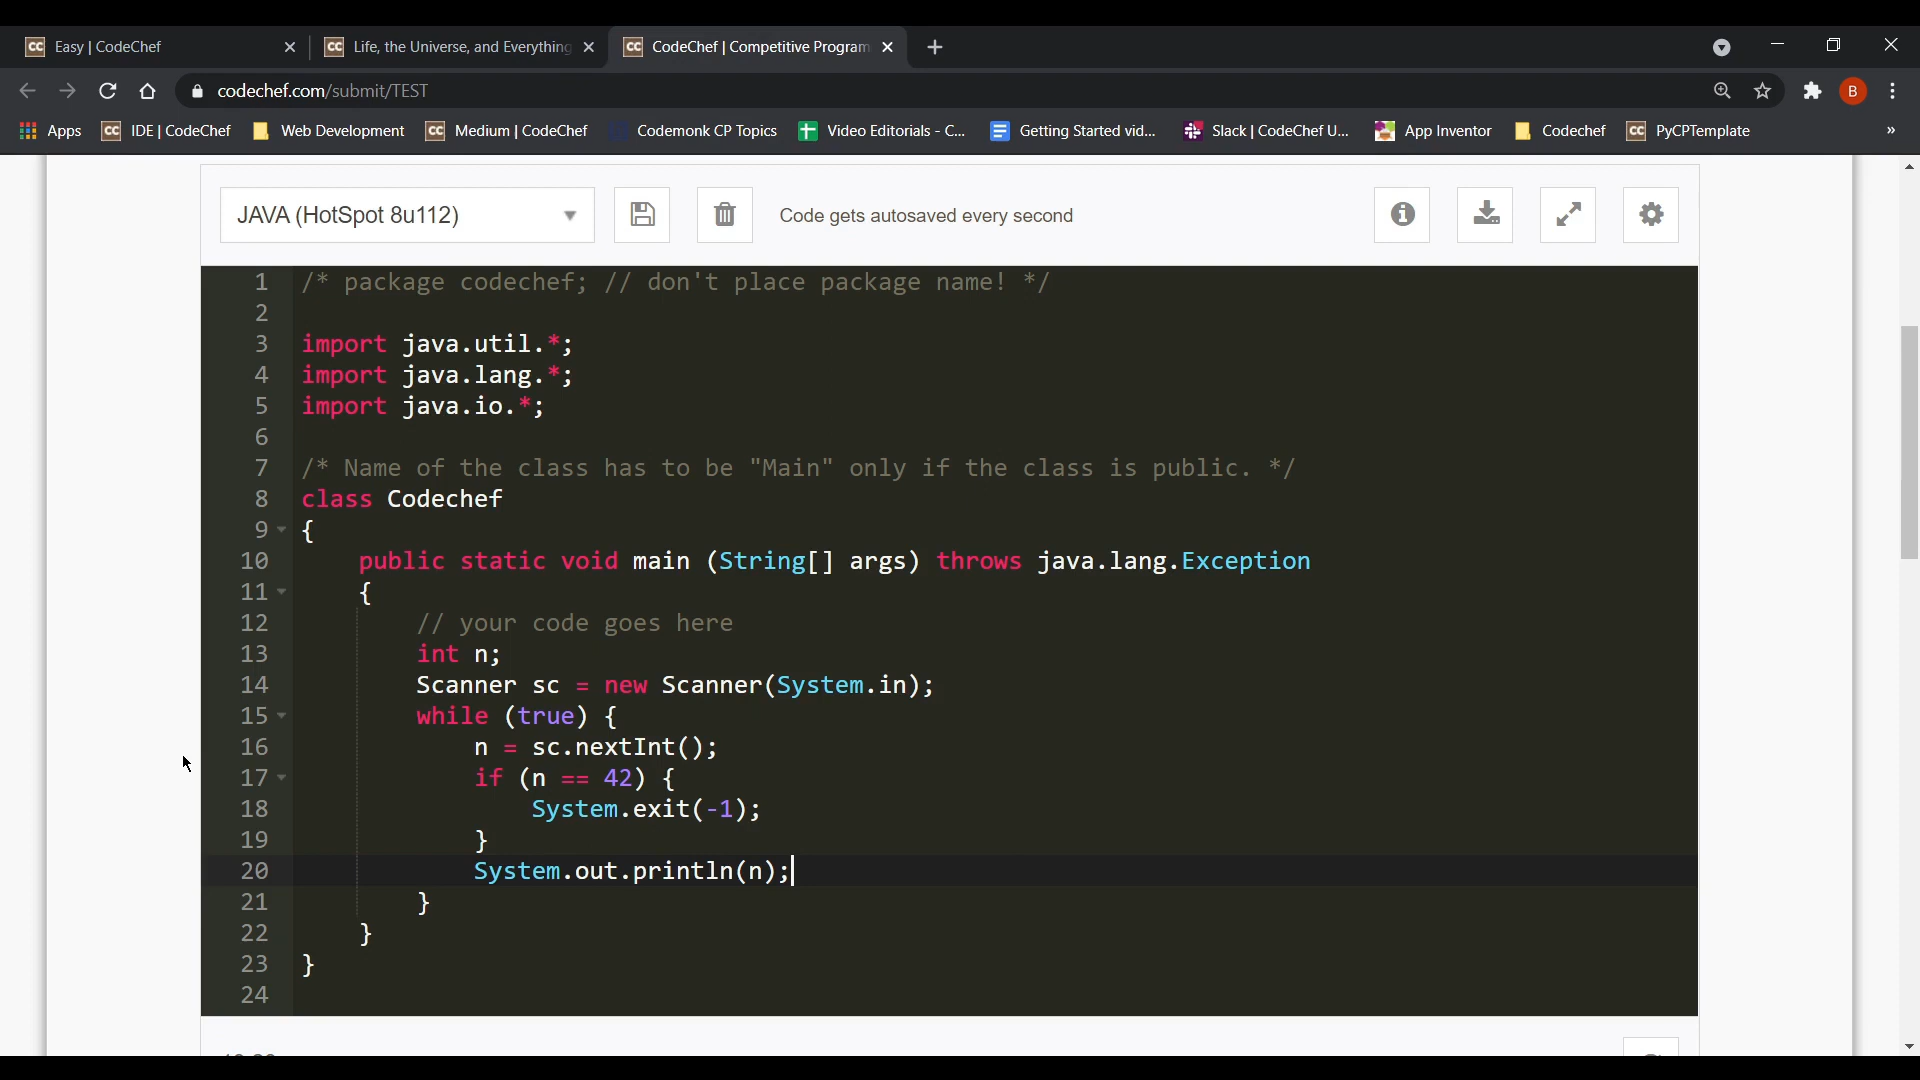 Easy | CodeChef
Life, the Universe, and Everything
CodeChef | Competitive Program
codechef.com/submit/TEST
B
Apps
IDE | CodeChef
Web Development
Medium | CodeChef
Codemonk CP Topics
Video Editorials - C...
Getting Started vid...
Slack | CodeChef U...
App Inventor
Codechef
PyCPTemplate
»
JAVA (HotSpot 8u112)
Code gets autosaved every second
1 /* package codechef; // don't place package name! */
2
3 import java.util.*;
4 import java.lang.*;
5 import java.io.*;
6
7 /* Name of the class has to be "Main" only if the class is public. */
8 class Codechef
9 {
10 public static void main (String[] args) throws java.lang.Exception
11 {
12 // your code goes here
13 int n;
14 Scanner sc = new Scanner(System.in);
15 while (true) {
16 n = sc.nextInt();
17 if (n == 42) {
18 System.exit(-1);
19 }
20 System.out.println(n);
21 }
22 }
23 }
24